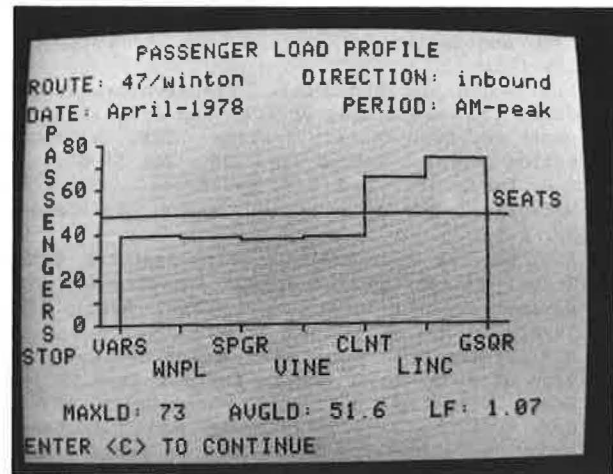 PASSENGER LOAD PROFILE
ROUTE: 47/winton DIRECTION: inbound
DATE: April-1978 PERIOD: AM-peak
PASSENGERS
80
60
SEATS
40
20
0
STOP VARS SPGR CLNT GSQR
WNPL VINE LINC
MAXLD: 73 AVGLD: 51.6 LF: 1.07
ENTER <C> TO CONTINUE